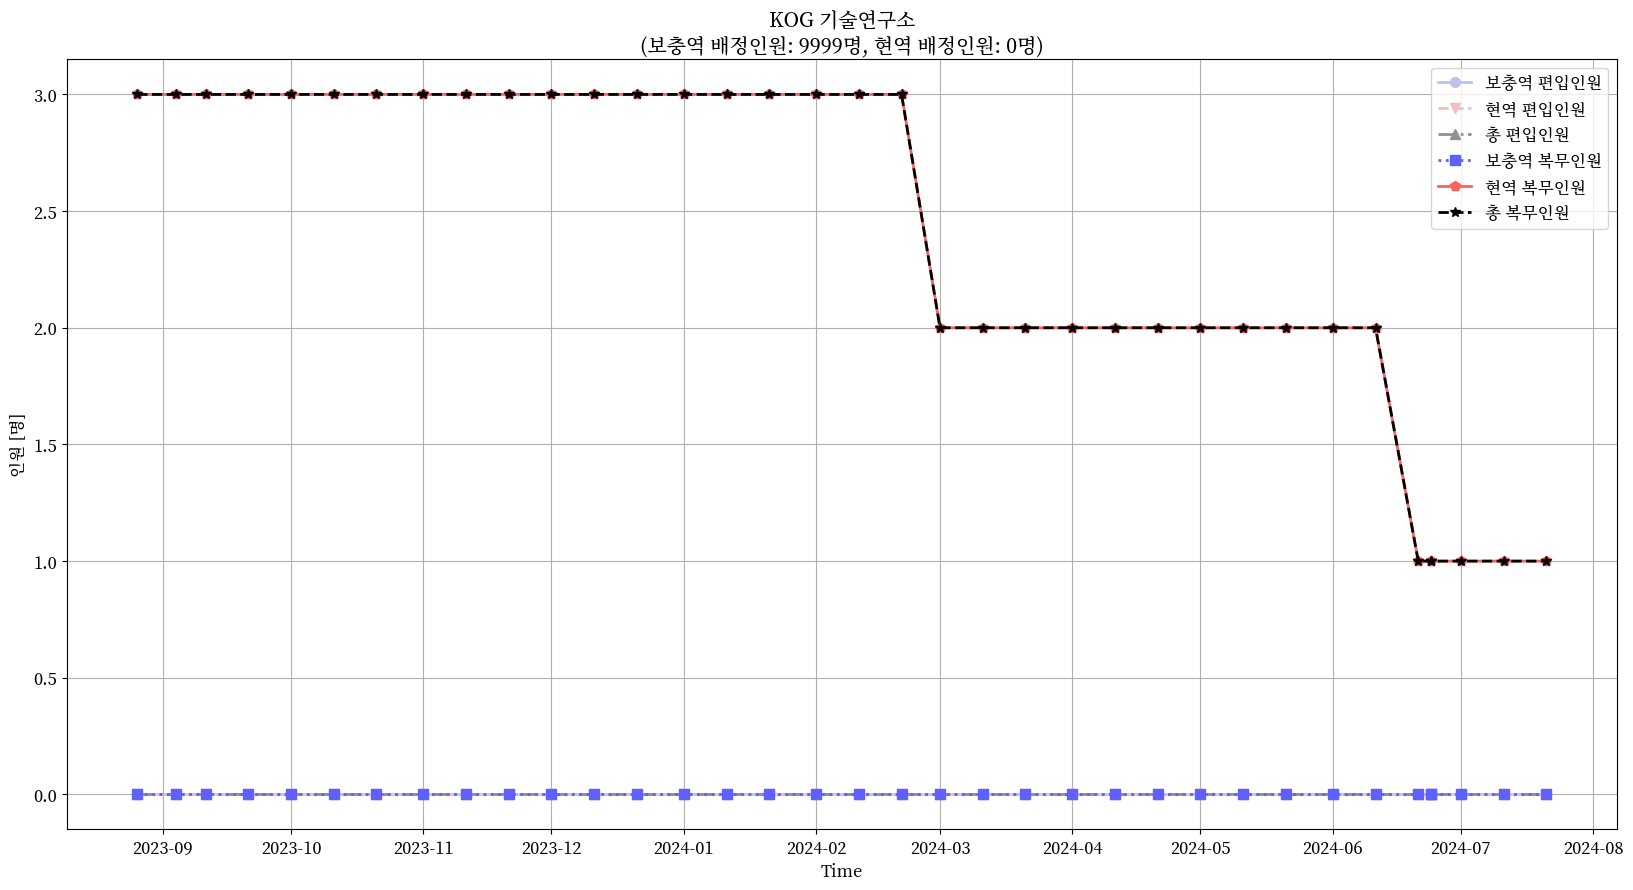 KOG 기술연구소
(보충역 배정인원: 9999명, 현역 배정인원: 0명)
보충역 편입인원
현역 편입인원
총 편입인원
보충역 복무인원
현역 복무인원
총 복무인원
인원 [명]
3.0
2.5
2.0
1.5
1.0
0.5
0.0
2023-09 2023-10 2023-11 2023-12 2024-01 2024-02 2024-03 2024-04 2024-05 2024-06 2024-07 2024-08
Time